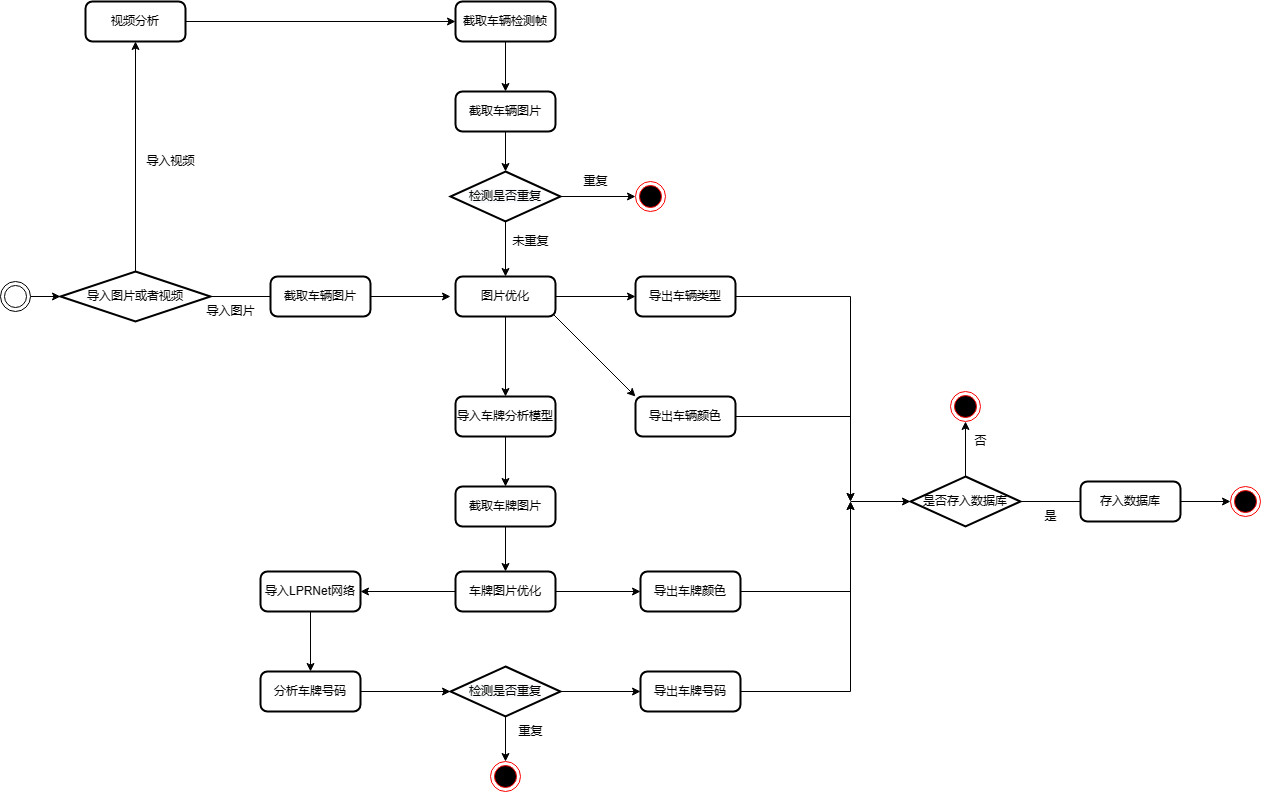 视频分析
截取车辆检测帧
截取车辆图片
导入视频
重复
检测是否重复
未重复
导入图片或者视频
导入图片
截取车辆图片
图片优化
导出车辆类型
导入车牌分析模型
导出车辆颜色
否
截取车牌图片
是否存入数据库
存入数据库
是
导入LPRNet网络
车牌图片优化
导出车牌颜色
分析车牌号码
检测是否重复
导出车牌号码
重复